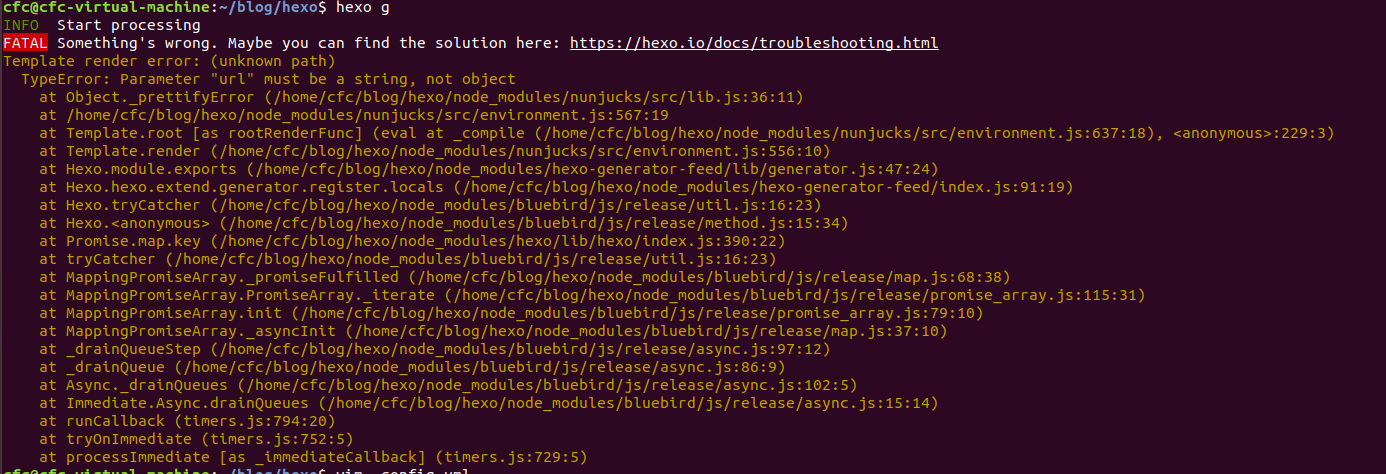 cfc@cfc-virtual-machine:~/blog/hexo$ hexo g
INFO  Start processing
FATAL Something's wrong. Maybe you can find the solution here: https://hexo.io/docs/troubleshooting.html
Template render error: (unknown path)
  TypeError: Parameter "url" must be a string, not object
    at Object._prettifyError (/home/cfc/blog/hexo/node_modules/nunjucks/src/lib.js:36:11)
    at /home/cfc/blog/hexo/node_modules/nunjucks/src/environment.js:567:19
    at Template.root [as rootRenderFunc] (eval at _compile (/home/cfc/blog/hexo/node_modules/nunjucks/src/environment.js:637:18), <anonymous>:229:3)
    at Template.render (/home/cfc/blog/hexo/node_modules/nunjucks/src/environment.js:556:10)
    at Hexo.module.exports (/home/cfc/blog/hexo/node_modules/hexo-generator-feed/lib/generator.js:47:24)
    at Hexo.hexo.extend.generator.register.locals (/home/cfc/blog/hexo/node_modules/hexo-generator-feed/index.js:91:19)
    at Hexo.tryCatcher (/home/cfc/blog/hexo/node_modules/bluebird/js/release/util.js:16:23)
    at Hexo.<anonymous> (/home/cfc/blog/hexo/node_modules/bluebird/js/release/method.js:15:34)
    at Promise.map.key (/home/cfc/blog/hexo/node_modules/hexo/lib/hexo/index.js:390:22)
    at tryCatcher (/home/cfc/blog/hexo/node_modules/bluebird/js/release/util.js:16:23)
    at MappingPromiseArray._promiseFulfilled (/home/cfc/blog/hexo/node_modules/bluebird/js/release/map.js:68:38)
    at MappingPromiseArray.PromiseArray._iterate (/home/cfc/blog/hexo/node_modules/bluebird/js/release/promise_array.js:115:31)
    at MappingPromiseArray.init (/home/cfc/blog/hexo/node_modules/bluebird/js/release/promise_array.js:79:10)
    at MappingPromiseArray._asyncInit (/home/cfc/blog/hexo/node_modules/bluebird/js/release/map.js:37:10)
    at _drainQueueStep (/home/cfc/blog/hexo/node_modules/bluebird/js/release/async.js:97:12)
    at _drainQueue (/home/cfc/blog/hexo/node_modules/bluebird/js/release/async.js:86:9)
    at Async._drainQueues (/home/cfc/blog/hexo/node_modules/bluebird/js/release/async.js:102:5)
    at Immediate.Async.drainQueues (/home/cfc/blog/hexo/node_modules/bluebird/js/release/async.js:15:14)
    at runCallback (timers.js:794:20)
    at tryOnImmediate (timers.js:752:5)
    at processImmediate [as _immediateCallback] (timers.js:729:5)